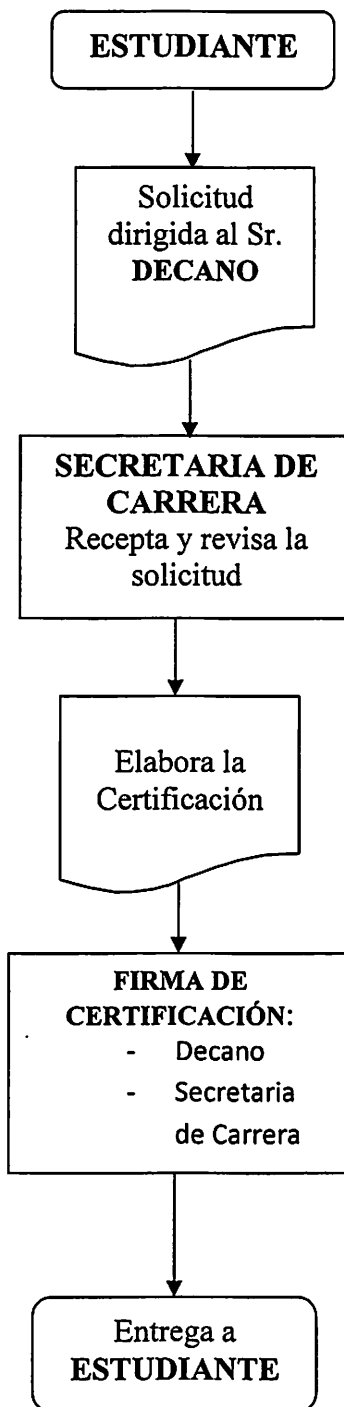 ESTUDIANTE
Solicitud
dirigida al Sr.
DECANO
SECRETARIA DE
CARRERA
Recepta y revisa la
solicitud
Elabora la
Certificación
FIRMA DE
CERTIFICACIÓN:
- Decano
- Secretaria
de Carrera
Entrega a
ESTUDIANTE